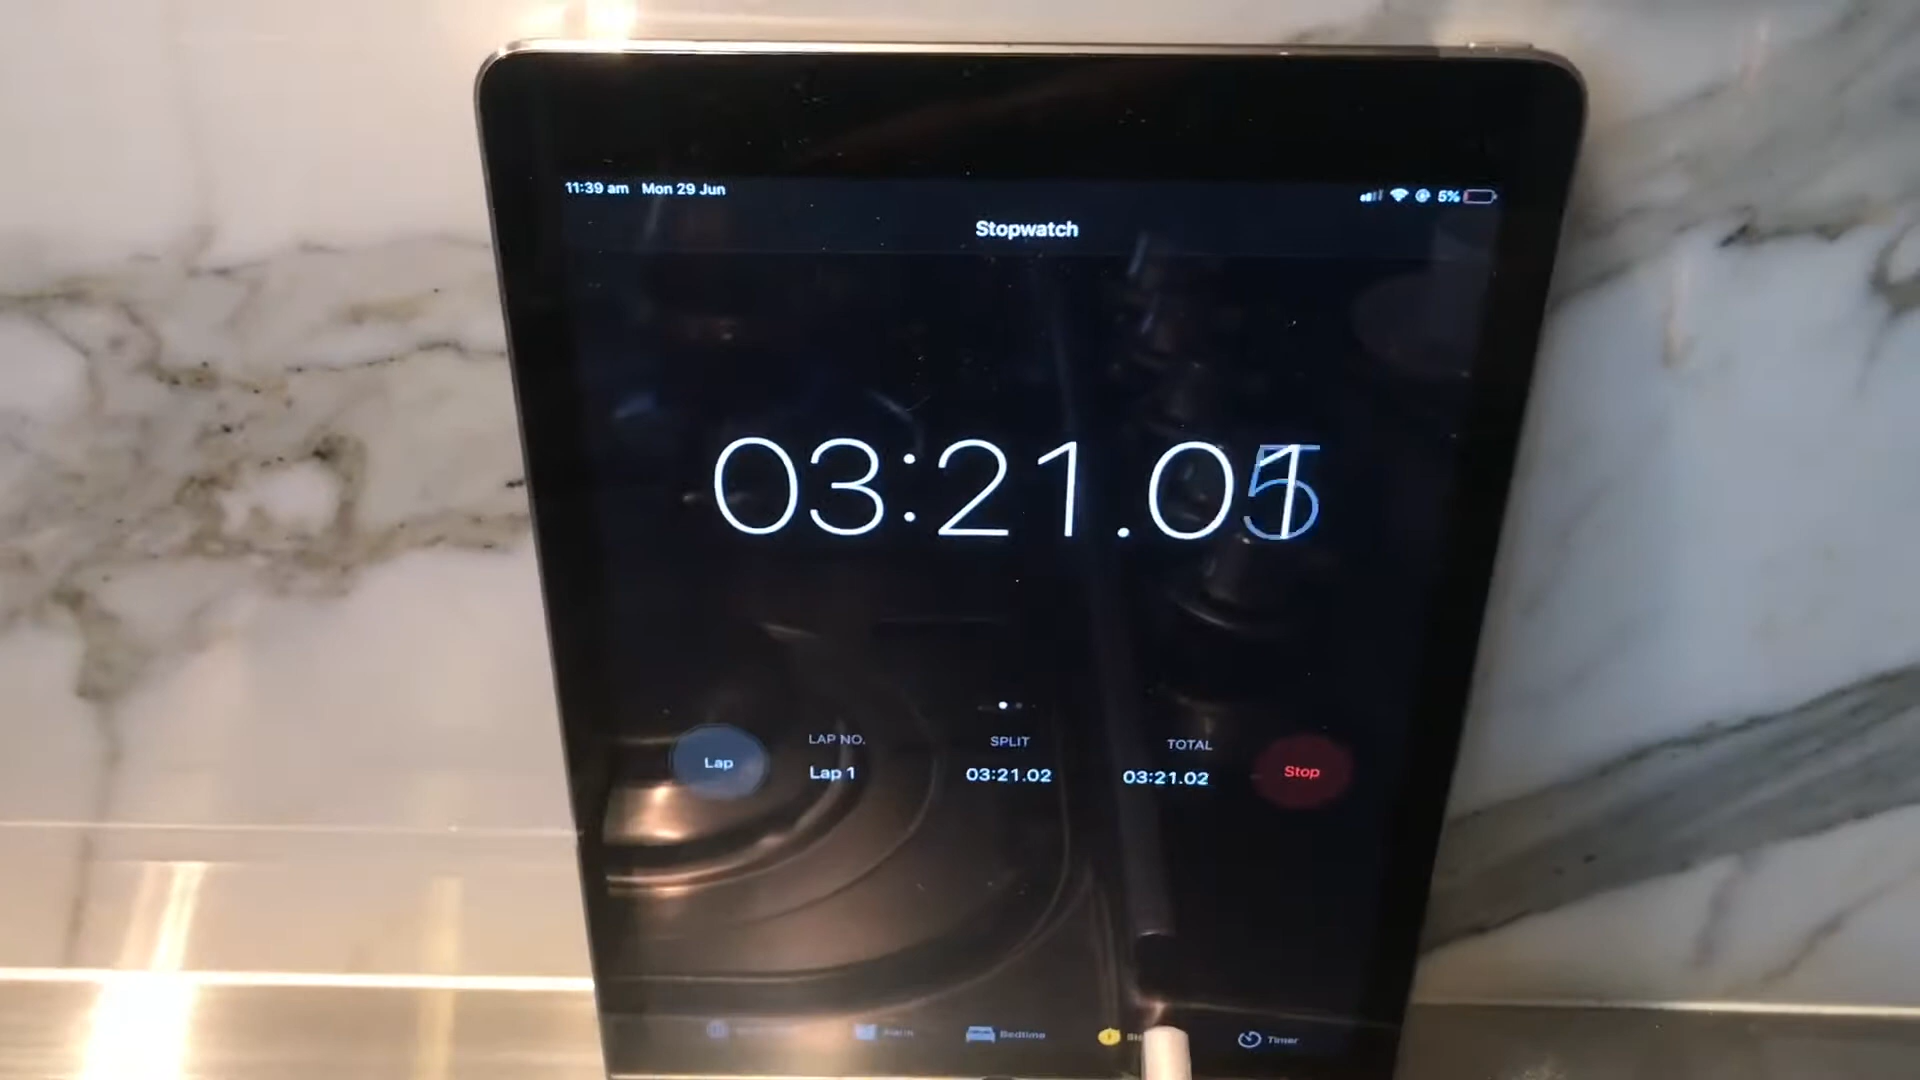 11:39 am Mon 29 Jun 5%
Stopwatch
03:21.0
LAP NO. SPLIT TOTAL
Lap Lap 1 03:21.02 03:21.02 Stop
Alarm Bedtime Timer